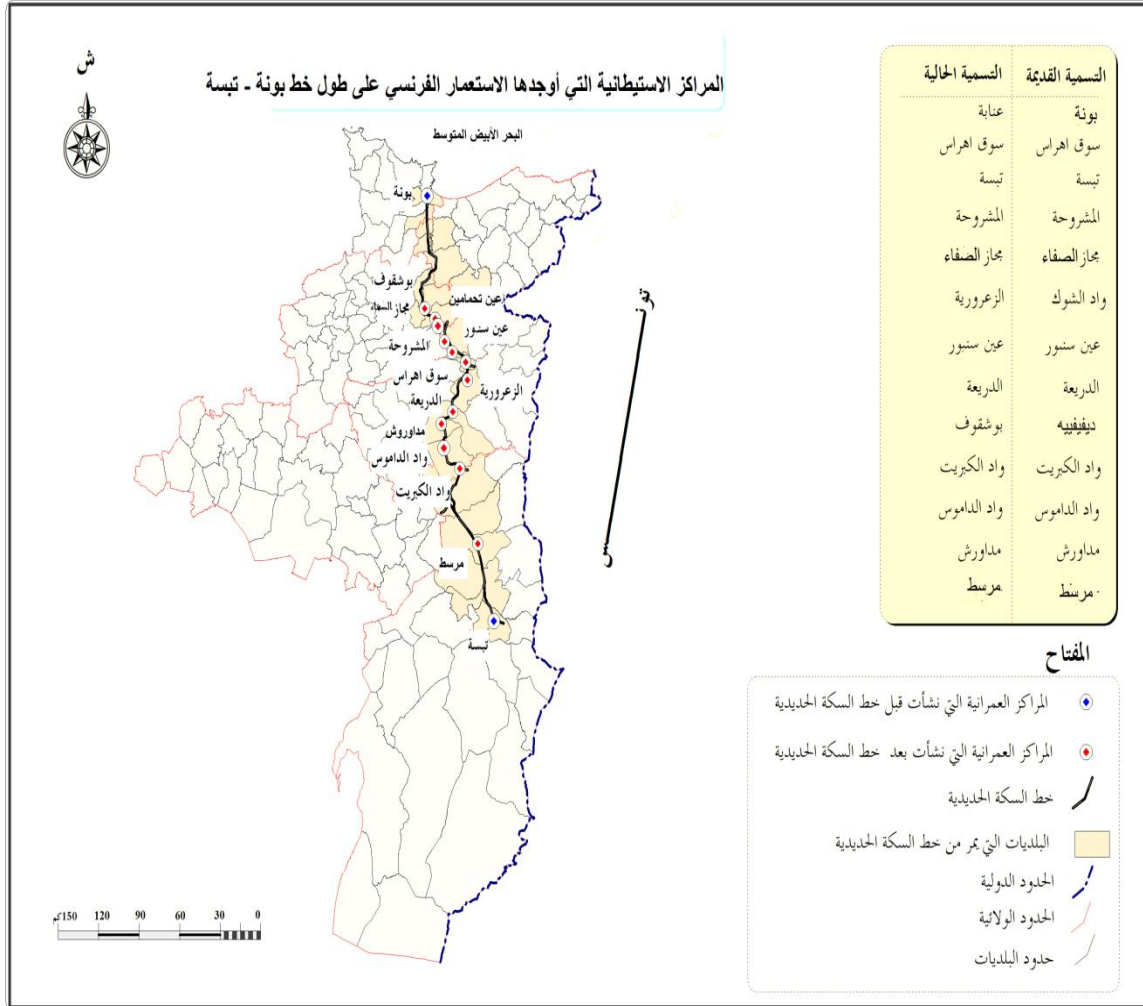 ش
المراكز الاستيطانية التي أوجدها الاستعمار الفرنسي على طول خط بونة - تبسة
البحر الأبيض المتوسط
بونة
بوشقوف
عين تحمامين
مجاز السفاء
عين سنور
المشروحة
سوق اهراس
الزعرورية
الدريعة
مداوروش
واد الداموس
واد الكبريت
مرسط
تبسة
تونس
التسمية القديمة التسمية الحالية
بونة عنابة
سوق اهراس سوق اهراس
تبسة تبسة
المشروحة المشروحة
مجاز الصفاء مجاز الصفاء
واد الشوك الزعرورية
عين سنبور عين سنبور
الدريعة الدريعة
ديفيفييه بوشقوف
واد الكبريت واد الكبريت
واد الداموس واد الداموس
مداورش مداورش
مرسط مرسط
المفتاح
المراكز العمرانية التي نشأت قبل خط السكة الحديدية
المراكز العمرانية التي نشأت بعد خط السكة الحديدية
خط السكة الحديدية
البلديات التي يمر من خط السكة الحديدية
الحدود الدولية
الحدود الولائية
حدود البلديات
150كم 120 90 60 30 0